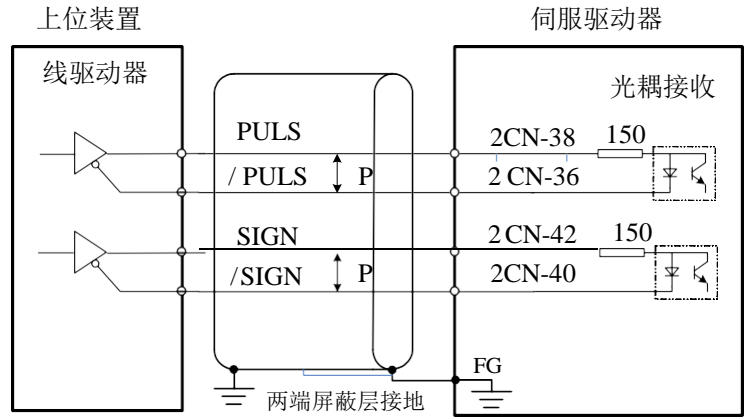 上位装置
伺服驱动器
线驱动器
光耦接收
PULS
2CN-38
150
/ PULS
P
2 CN-36
SIGN
2 CN-42
150
/SIGN
P
2CN-40
FG
两端屏蔽层接地